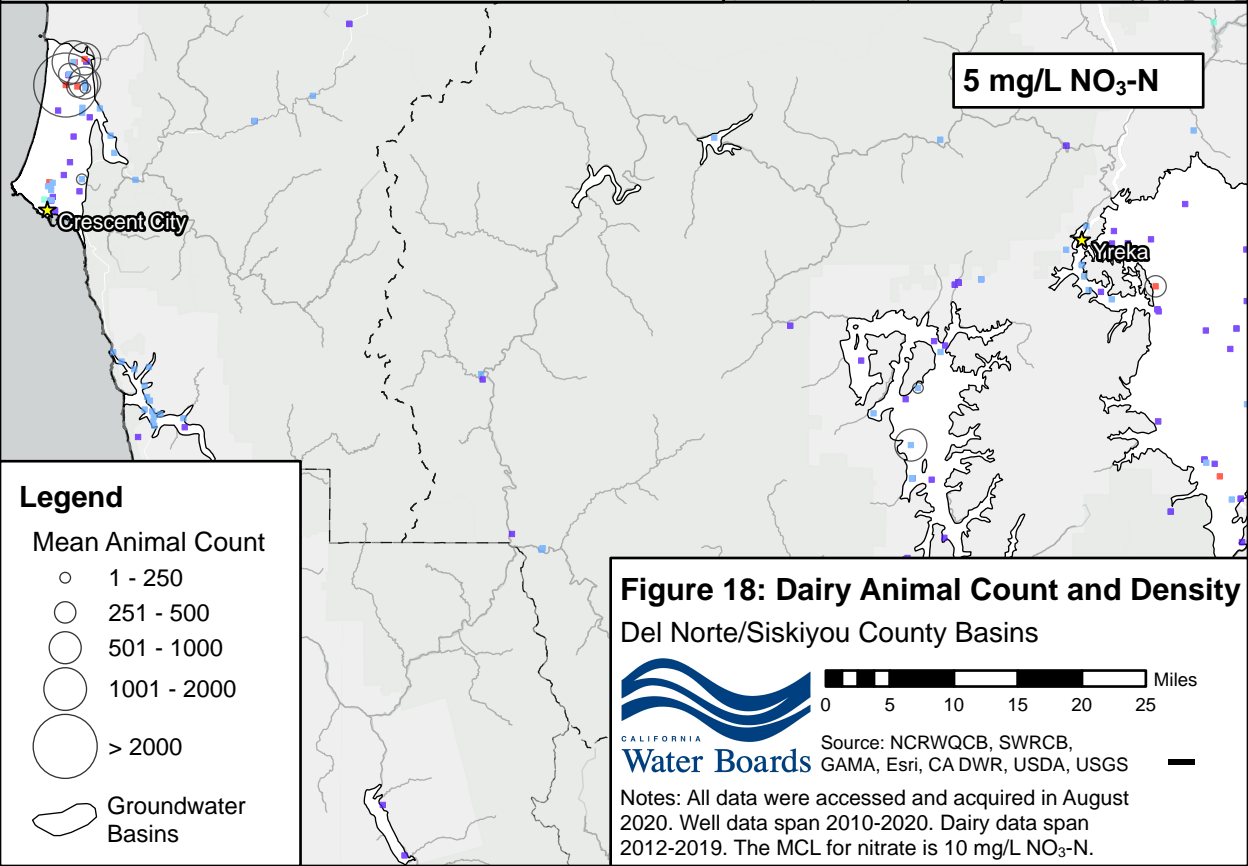 5 mg/L NO₃-N
Crescent City
Yreka
Legend
Mean Animal Count
1 - 250
251 - 500
501 - 1000
1001 - 2000
> 2000
Groundwater
Basins
Figure 18: Dairy Animal Count and Density
Del Norte/Siskiyou County Basins
CALIFORNIA
Water Boards
Miles
0 5 10 15 20 25
Source: NCRWQCB, SWRCB,
GAMA, Esri, CA DWR, USDA, USGS
Notes: All data were accessed and acquired in August
2020. Well data span 2010-2020. Dairy data span
2012-2019. The MCL for nitrate is 10 mg/L NO₃-N.